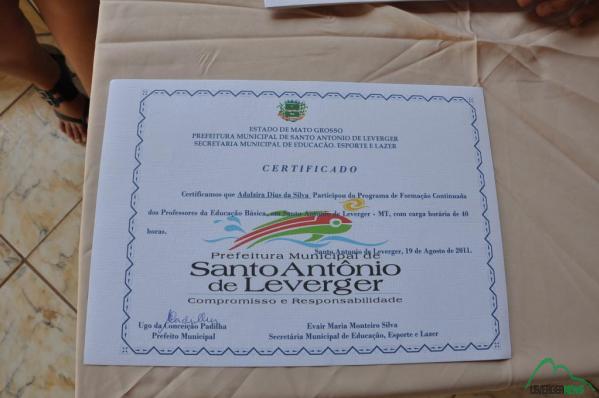 ESTADO DE MATO GROSSO
PREFEITURA MUNICIPAL DE SANTO ANTONIO DE LEVERGER
SECRETARIA MUNICIPAL DE EDUCAÇÃO, ESPORTE E LAZER
CERTIFICADO
Certificamos que Adalzira Dias da Silva Participou do Programa de Formação Continuada
dos Professores da Educação Básica, em Santo Antonio de Leverger - MT, com carga horária de 40
horas.
Santo Antonio de Leverger, 19 de Agosto de 2011.
Prefeitura Municipal de
Santo Antônio
de Leverger
Compromisso e Responsabilidade
Ugo da Conceição Padilha
Prefeito Municipal
Evair Maria Monteiro Silva
Secretária Municipal de Educação, Esporte e Lazer
LEVERGERNEWS